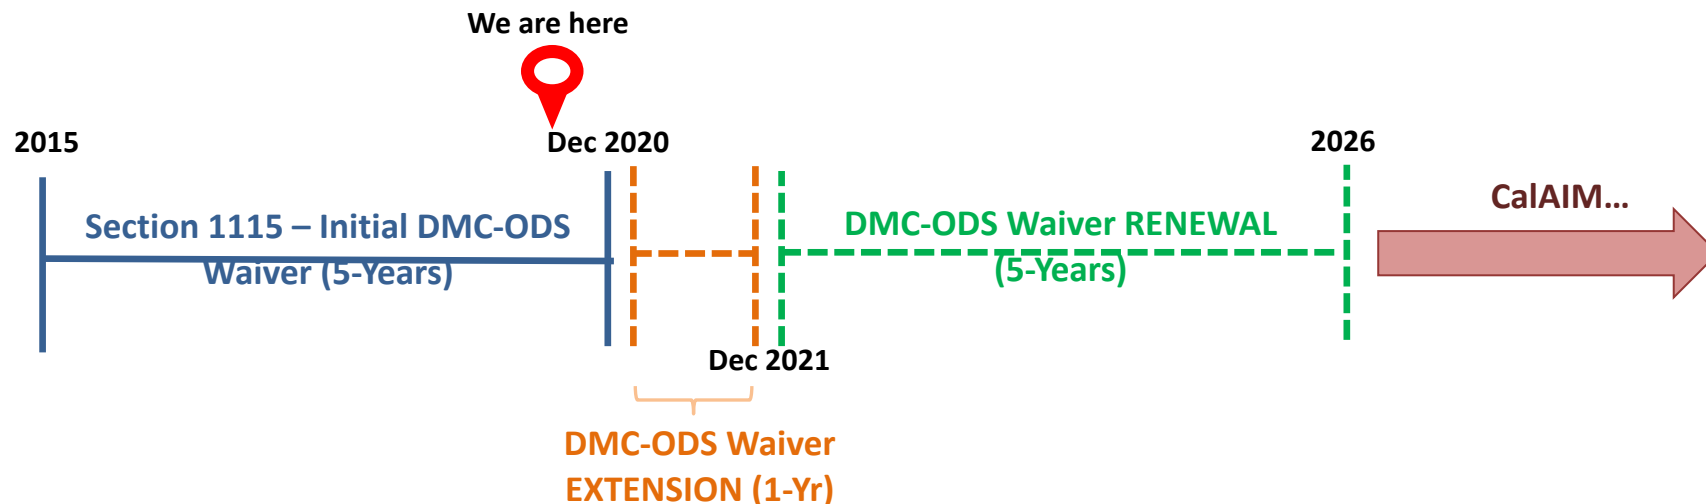 We are here
2015
Dec 2020
2026
Section 1115 – Initial DMC-ODS
Waiver (5-Years)
DMC-ODS Waiver RENEWAL
(5-Years)
CalAIM...
Dec 2021
DMC-ODS Waiver
EXTENSION (1-Yr)